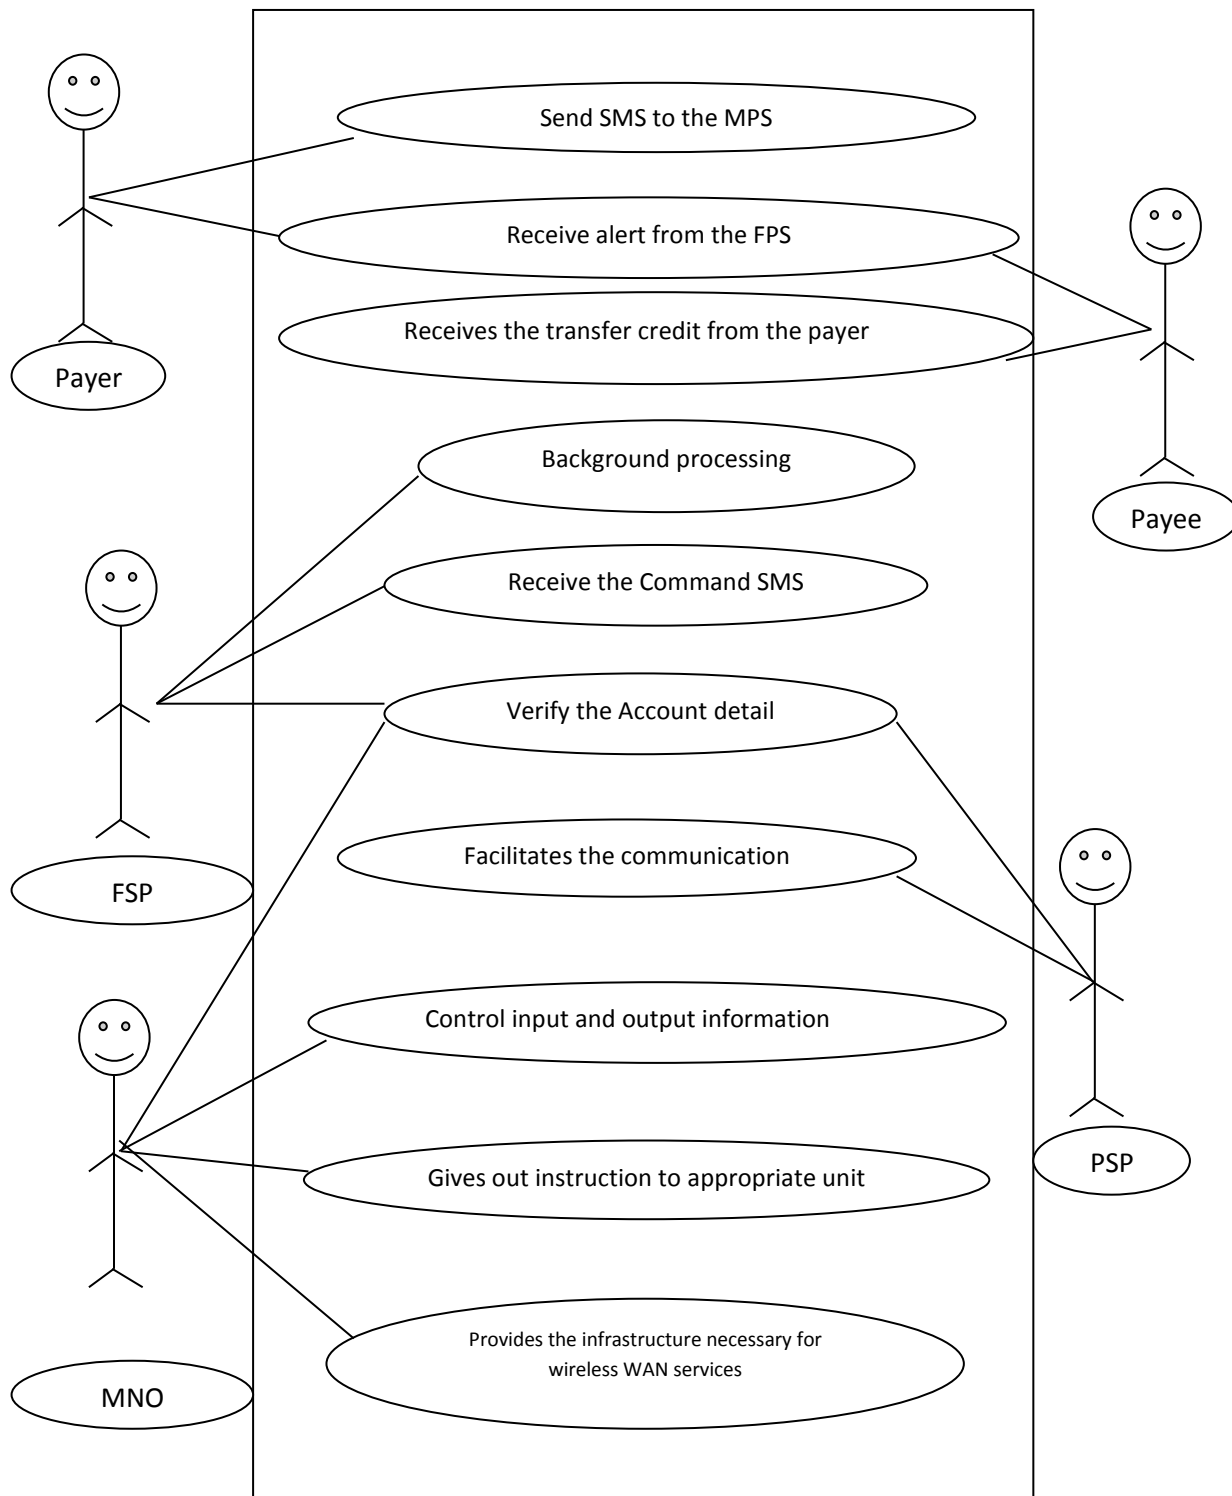 Send SMS to the MPS
Receive alert from the FPS
Receives the transfer credit from the payer
Payer
Background processing
Payee
Receive the Command SMS
Verify the Account detail
Facilitates the communication
FSP
Control input and output information
PSP
Gives out instruction to appropriate unit
Provides the infrastructure necessary for
wireless WAN services
MNO